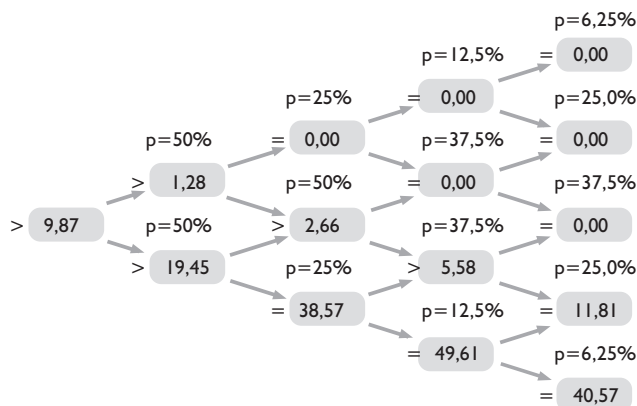 p=6,25%
= 0,00
p=12,5%
= 0,00
p=25,0%
= 0,00
p=25%
= 0,00
p=37,5%
= 0,00
p=37,5%
= 0,00
p=50%
> 1,28
p=50%
> 2,66
p=37,5%
> 5,58
p=25,0%
= 11,81
> 9,87
p=50%
> 19,45
p=25%
= 38,57
p=12,5%
= 49,61
p=6,25%
= 40,57